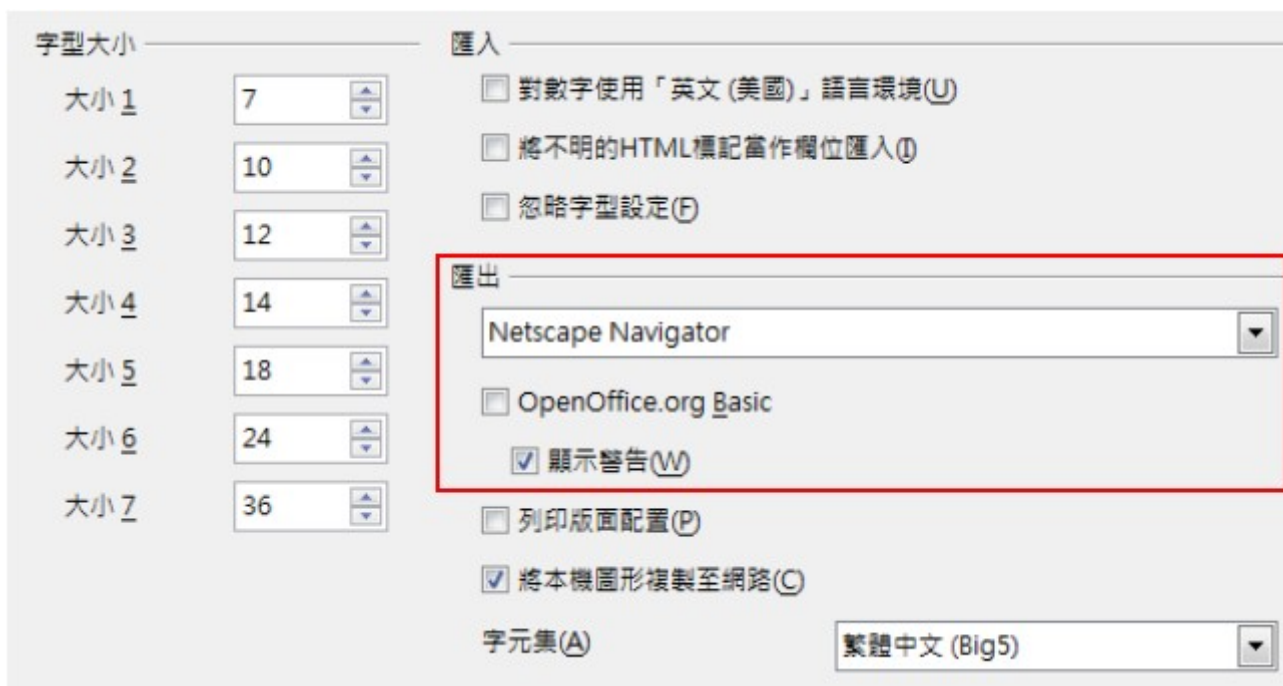 字型大小
大小 1 7
大小 2 10
大小 3 12
大小 4 14
大小 5 18
大小 6 24
大小 7 36
匯入
對數字使用「英文 (美國)」語言環境(U)
將不明的HTML標記當作欄位匯入(I)
忽略字型設定(F)
匯出
Netscape Navigator
OpenOffice.org Basic
顯示警告(W)
列印版面配置(P)
將本機圖形複製至網路(C)
字元集(A) 繁體中文 (Big5)